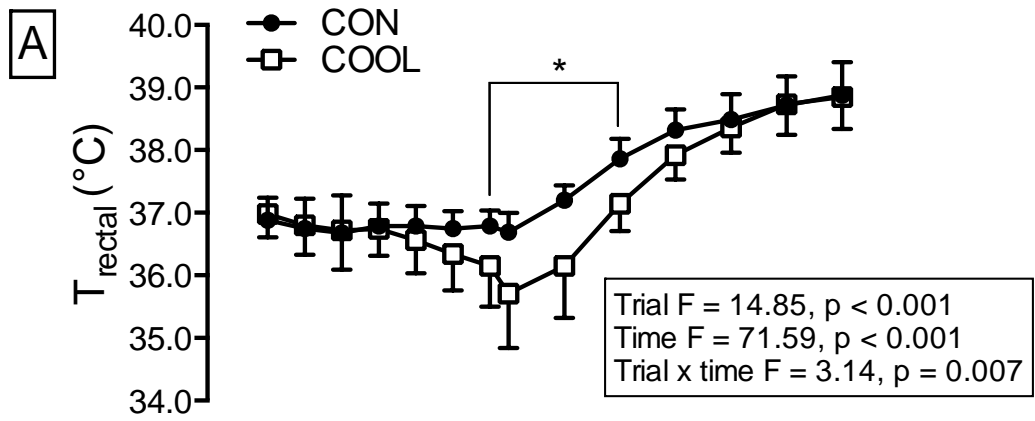 A
CON
COOL
*
40.0
39.0
38.0
37.0
36.0
35.0
34.0
Trectal (°C)
Trial F = 14.85, p < 0.001
Time F = 71.59, p < 0.001
Trial x time F = 3.14, p = 0.007